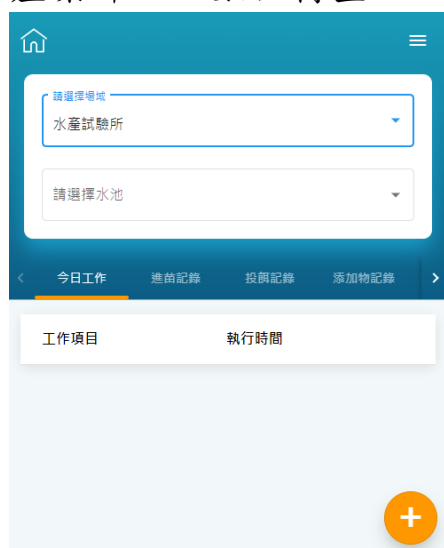 請選擇場域
水產試驗所
請選擇水池
今日工作 進苗記錄 投餌記錄 添加物記錄
工作項目 執行時間